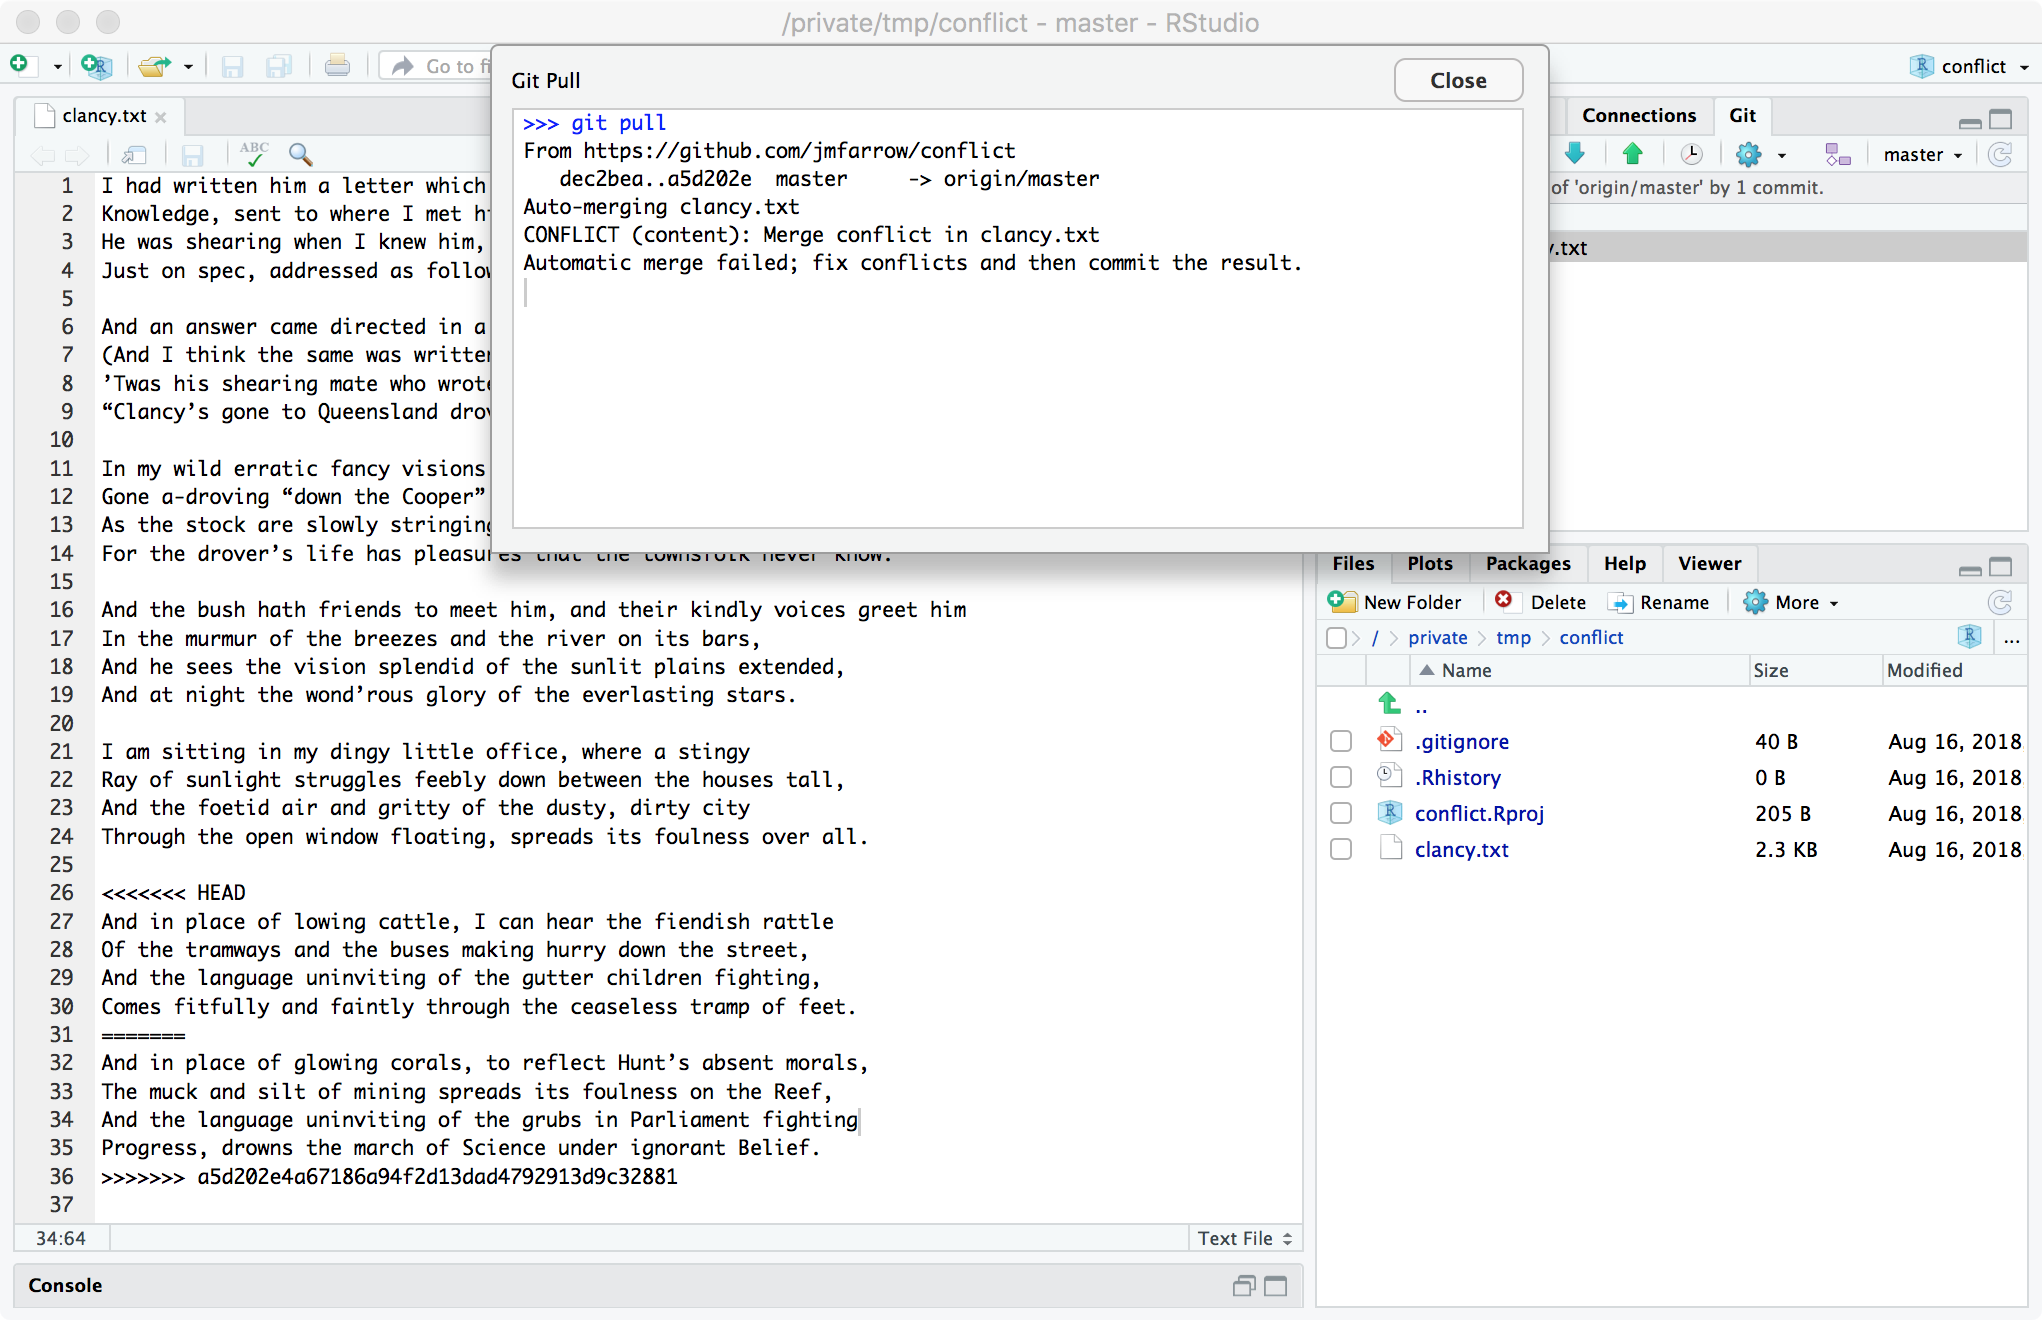 /private/tmp/conflict - master - RStudio
Go to fi
conflict
clancy.txt
ABC
1 I had written him a letter which
2 Knowledge, sent to where I met
3 He was shearing when I knew him,
4 Just on spec, addressed as follow
5
6 And an answer came directed in a
7 (And I think the same was written
8 ’Twas his shearing mate who wrote
9 “Clancy’s gone to Queensland drov
10
11 In my wild erratic fancy visions
12 Gone a-droving “down the Cooper”
13 As the stock are slowly stringing
14 For the drover’s life has pleasures that the townsfolk never know.
15
16 And the bush hath friends to meet him, and their kindly voices greet him
17 In the murmur of the breezes and the river on its bars,
18 And he sees the vision splendid of the sunlit plains extended,
19 And at night the wond’rous glory of the everlasting stars.
20
21 I am sitting in my dingy little office, where a stingy
22 Ray of sunlight struggles feebly down between the houses tall,
23 And the foetid air and gritty of the dusty, dirty city
24 Through the open window floating, spreads its foulness over all.
25
26 <<<<<<< HEAD
27 And in place of lowing cattle, I can hear the fiendish rattle
28 Of the tramways and the buses making hurry down the street,
29 And the language uninviting of the gutter children fighting,
30 Comes fitfully and faintly through the ceaseless tramp of feet.
31 =======
32 And in place of glowing corals, to reflect Hunt’s absent morals,
33 The muck and silt of mining spreads its foulness on the Reef,
34 And the language uninviting of the grubs in Parliament fighting
35 Progress, drowns the march of Science under ignorant Belief.
36 >>>>>>> a5d202e4a67186a94f2d13dad4792913d9c32881
37
34:64
Text File
Console
Git Pull
Close
>>> git pull
From https://github.com/jmfarrow/conflict
dec2bea..a5d202e master -> origin/master
Auto-merging clancy.txt
CONFLICT (content): Merge conflict in clancy.txt
Automatic merge failed; fix conflicts and then commit the result.
Connections Git
master
of 'origin/master' by 1 commit.
y.txt
Files Plots Packages Help Viewer
New Folder Delete Rename More
/ private tmp conflict ...
Name Size Modified
..
.gitignore 40 B Aug 16, 2018
.Rhistory 0 B Aug 16, 2018
conflict.Rproj 205 B Aug 16, 2018
clancy.txt 2.3 KB Aug 16, 2018